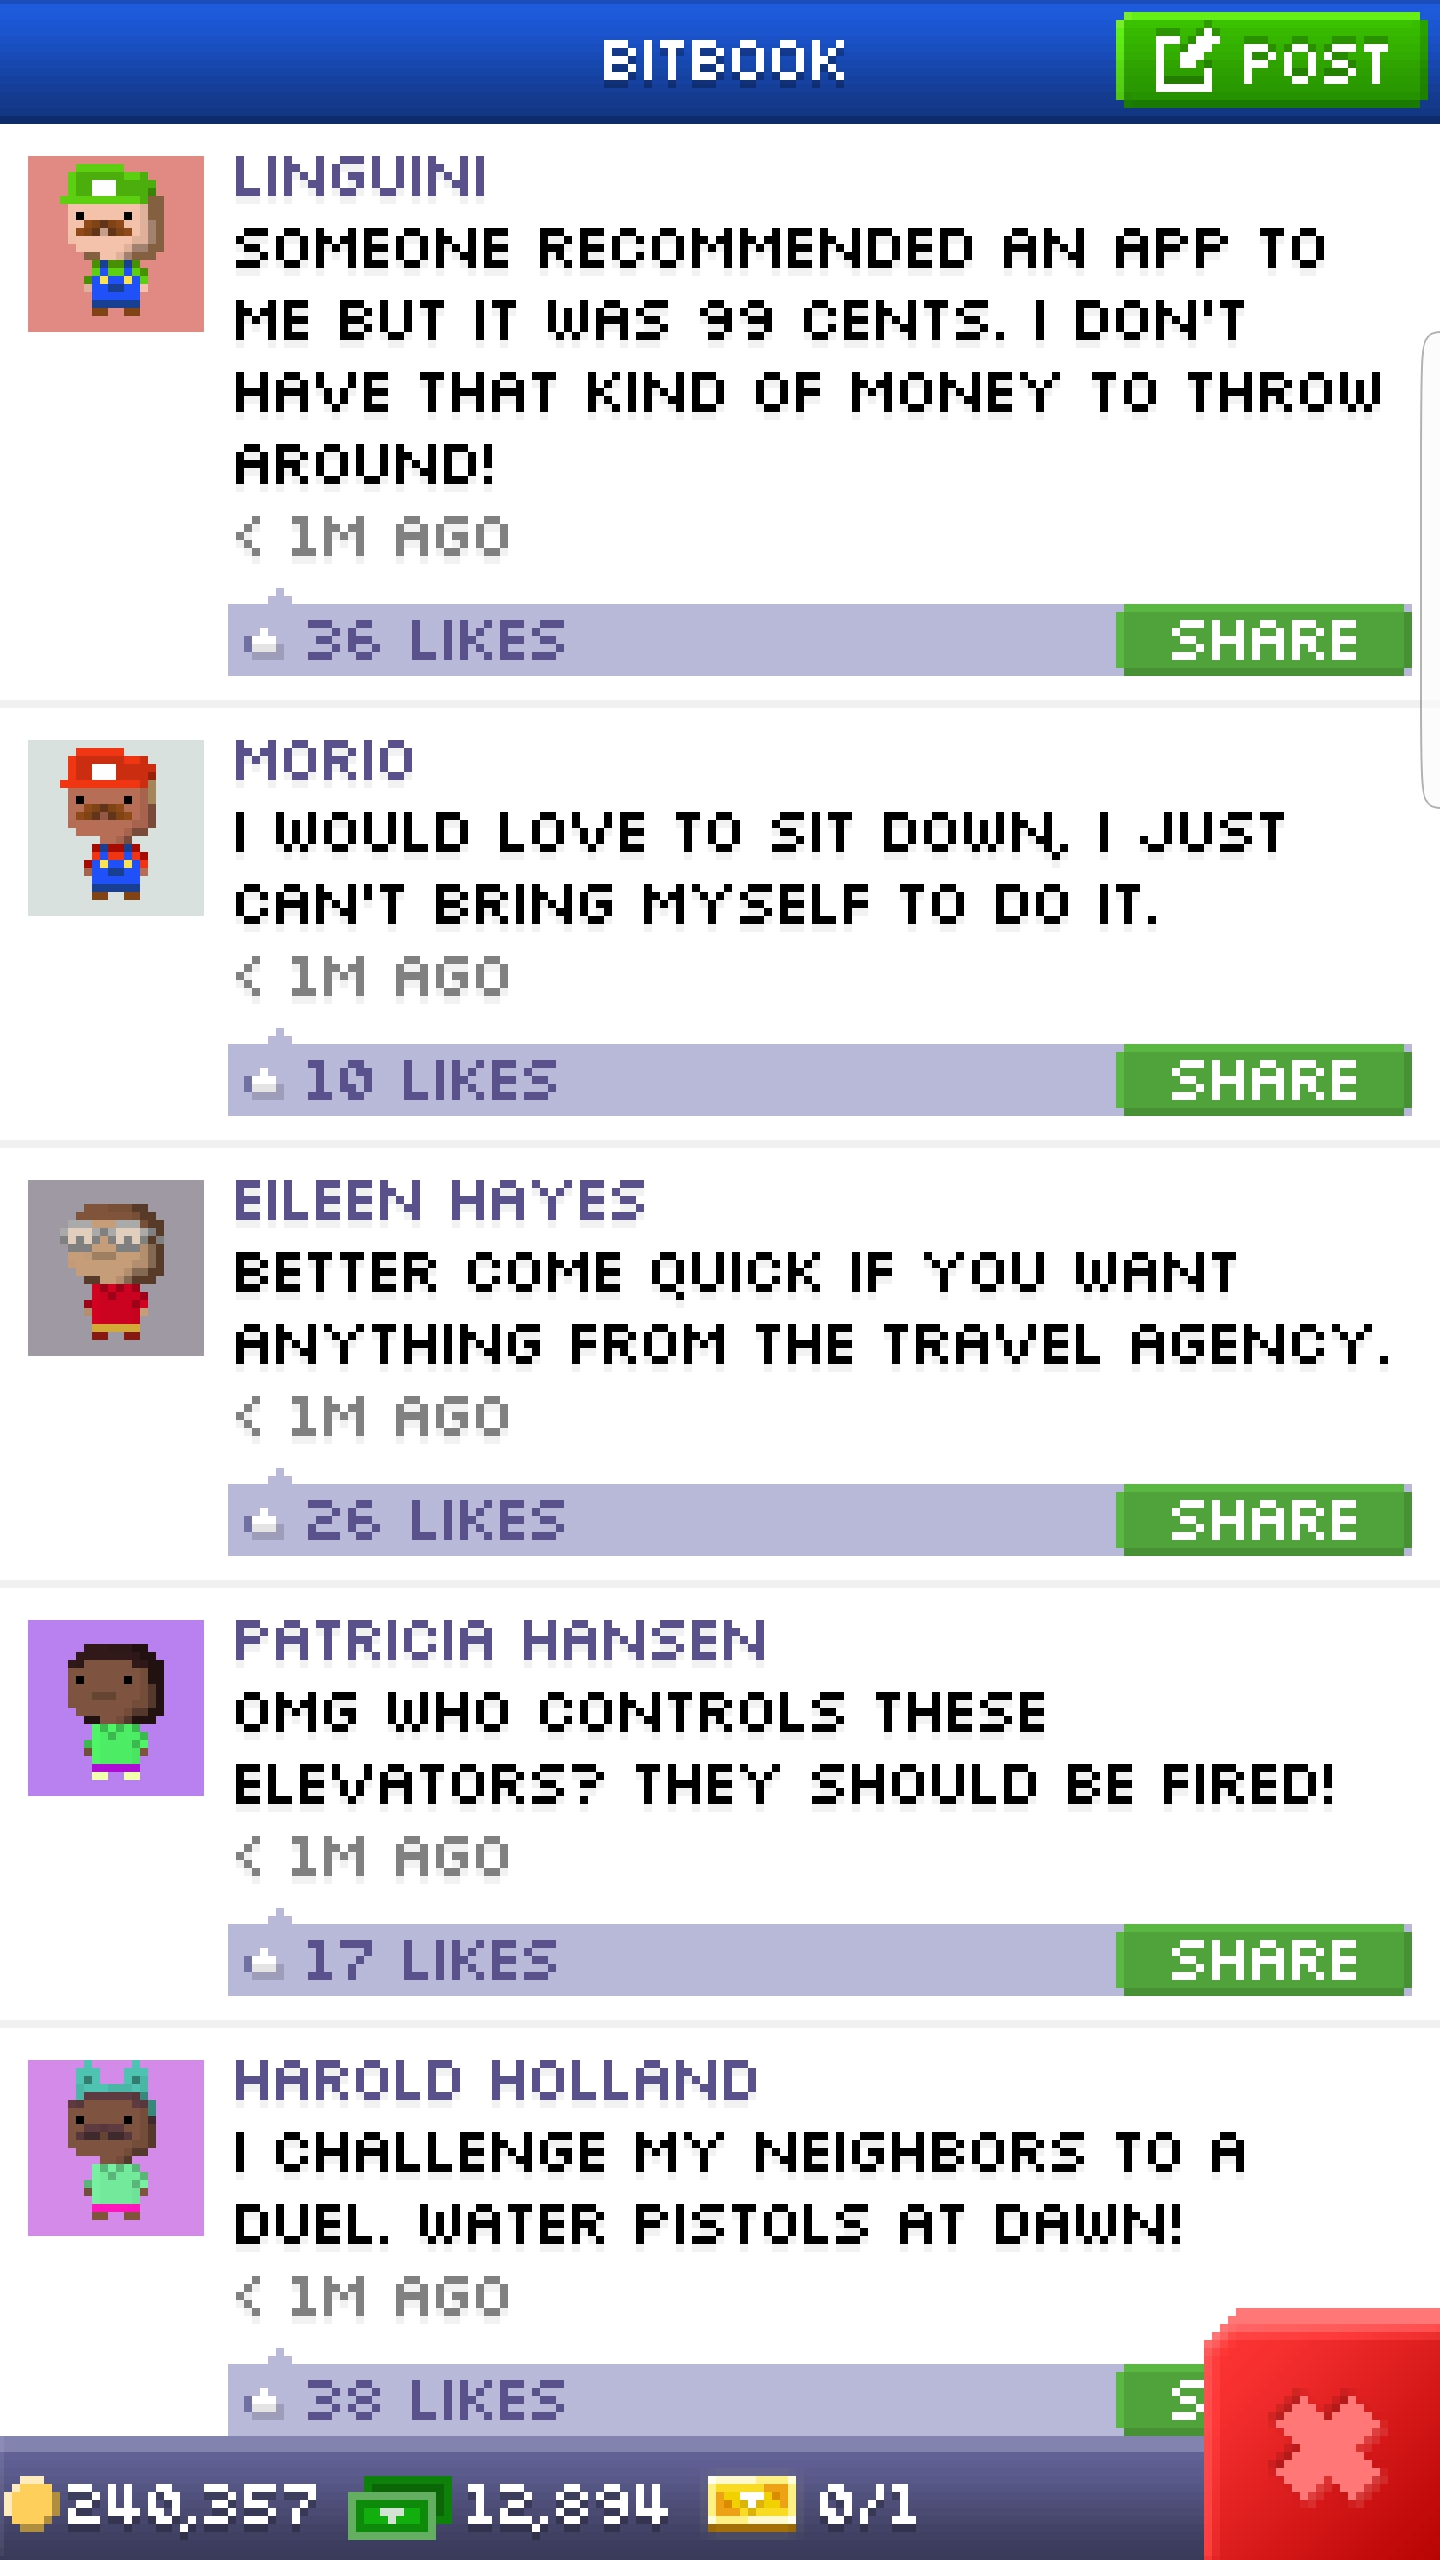 BITBOOK
POST
LINGUINI
SOMEONE RECOMMENDED AN APP TO
ME BUT IT WAS 99 CENTS. I DON'T
HAVE THAT KIND OF MONEY TO THROW
AROUND!
< 1M AGO
36 LIKES
SHARE
MORIO
I WOULD LOVE TO SIT DOWN, I JUST
CAN'T BRING MYSELF TO DO IT.
< 1M AGO
10 LIKES
SHARE
EILEEN HAYES
BETTER COME QUICK IF YOU WANT
ANYTHING FROM THE TRAVEL AGENCY.
< 1M AGO
26 LIKES
SHARE
PATRICIA HANSEN
OMG WHO CONTROLS THESE
ELEVATORS? THEY SHOULD BE FIRED!
< 1M AGO
17 LIKES
SHARE
HAROLD HOLLAND
I CHALLENGE MY NEIGHBORS TO A
DUEL. WATER PISTOLS AT DAWN!
< 1M AGO
38 LIKES
S
240,357 12,894 0/1